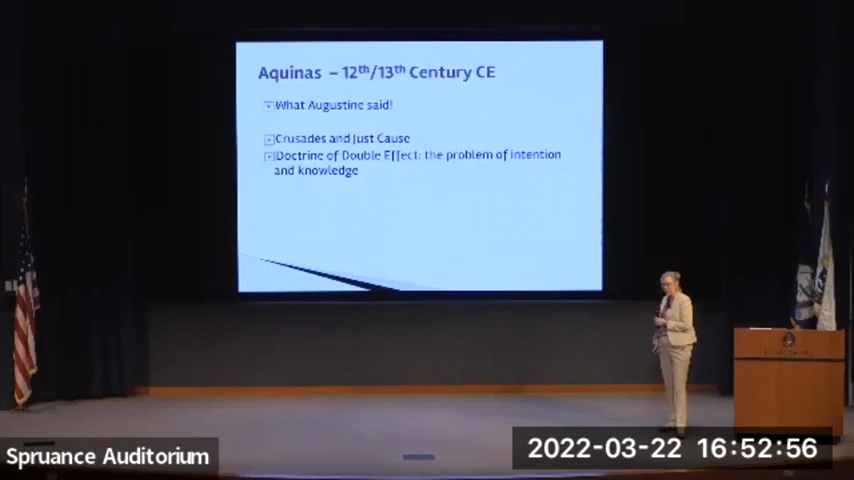 Aquinas – 12th/13th Century CE
What Augustine said!
Crusades and Just Cause
Doctrine of Double Effect: the problem of intention
and knowledge
Spruance Auditorium
2022-03-22 16:52:56